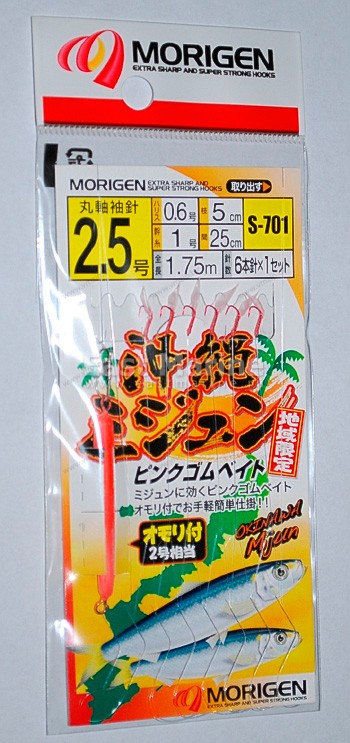 MORIGEN
EXTRA SHARP AND SUPER STRONG HOOKS
MORIGEN EXTRA SHARP AND SUPER STRONG HOOKS 取り出す
丸軸袖針 2.5号
ハリス 0.6号 枝 5cm S-701
幹糸 1号 間 25cm
全長 1.75m 針数 6本針×1セット
沖縄
ミジュン
地域限定
ピンクゴムベイト
ミジュンに効くピンクゴムベイト
オモリ付でお手軽簡単仕掛!!
オモリ付
2号相当
OKINAWA
Mijun
MORIGEN
EXTRA SHARP AND SUPER STRONG HOOKS